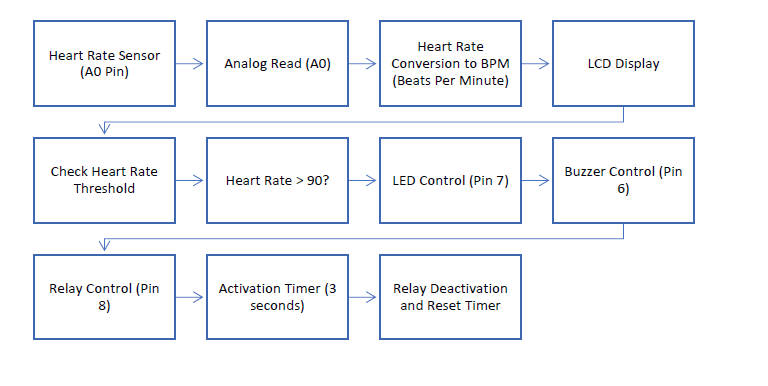 Heart Rate Sensor
(A0 Pin)
Analog Read (A0)
Heart Rate
Conversion to BPM
(Beats Per Minute)
LCD Display
Check Heart Rate
Threshold
Heart Rate > 90?
LED Control (Pin 7)
Buzzer Control (Pin
6)
Relay Control (Pin
8)
Activation Timer (3
seconds)
Relay Deactivation
and Reset Timer